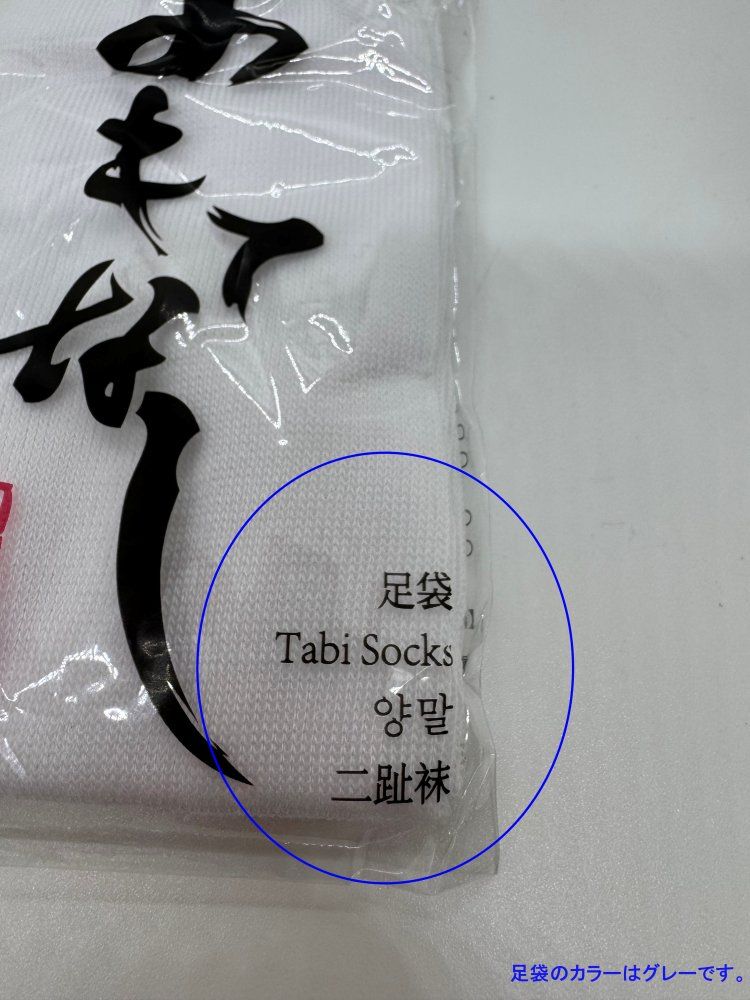 おもてなし
足袋
Tabi Socks
양말
二趾袜
足袋のカラーはグレーです。